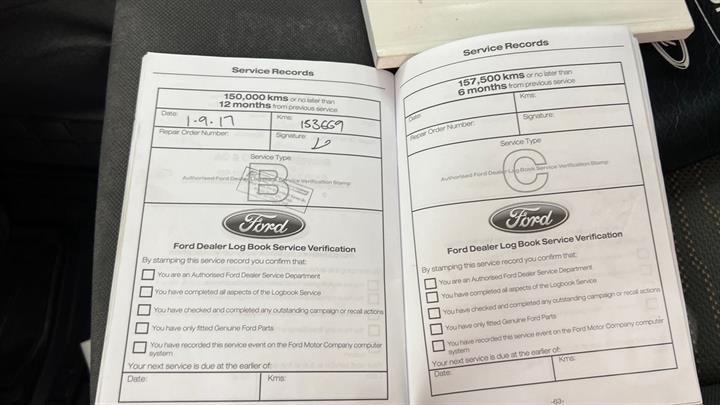 Service Records
150,000 kms or no later than
12 months from previous service
Date:
1.9.17
Kms:
153669
Repair Order Number:
Signature:
Service Type
B
Authorised Ford Dealer Log Book Service Verification Stamp
Ford
Ford Dealer Log Book Service Verification
By stamping this service record you confirm that:
You are an Authorised Ford Dealer Service Department
You have completed all aspects of the Logbook Service
You have checked and completed any outstanding campaign or recall actions
You have only fitted Genuine Ford Parts
You have recorded this service event on the Ford Motor Company computer
system
Your next service is due at the earlier of:
Date:
Kms:
Service Records
157,500 kms or no later than
6 months from previous service
Date:
Kms:
Repair Order Number:
Signature:
Service Type
C
Authorised Ford Dealer Log Book Service Verification Stamp
Ford
Ford Dealer Log Book Service Verification
By stamping this service record you confirm that:
You are an Authorised Ford Dealer Service Department
You have completed all aspects of the Logbook Service
You have checked and completed any outstanding campaign or recall actions
You have only fitted Genuine Ford Parts
You have recorded this service event on the Ford Motor Company computer
system
Your next service is due at the earlier of:
Date:
Kms:
-63-